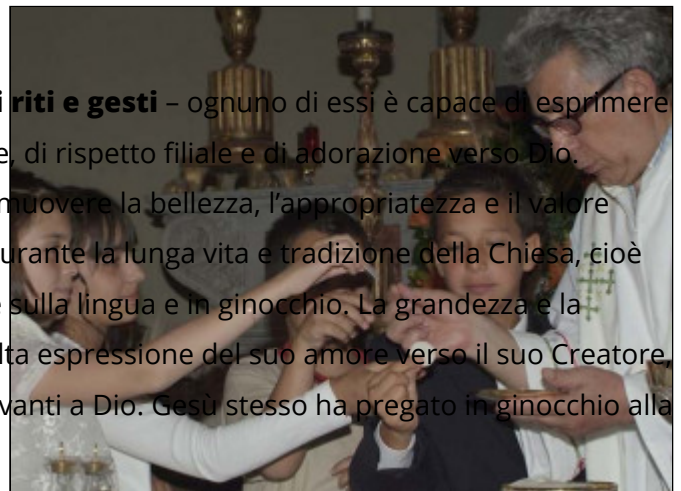 i riti e gesti – ognuno di essi è capace di esprimere
e, di rispetto filiale e di adorazione verso Dio.
muovere la bellezza, l’appropriatezza e il valore
urante la lunga vita e tradizione della Chiesa, cioè
e sulla lingua e in ginocchio. La grandezza e la
lta espressione del suo amore verso il suo Creatore,
vanti a Dio. Gesù stesso ha pregato in ginocchio alla